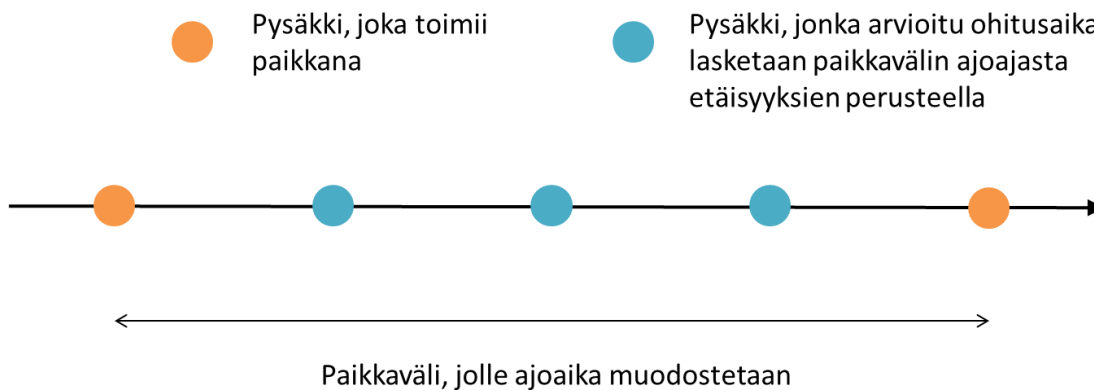 Pysäkki, joka toimii
paikkana
Pysäkki, jonka arvioitu ohitusaika
lasketaan paikkavälin ajoajasta
etäisyyksien perusteella
Paikkaväli, jolle ajoaika muodostetaan